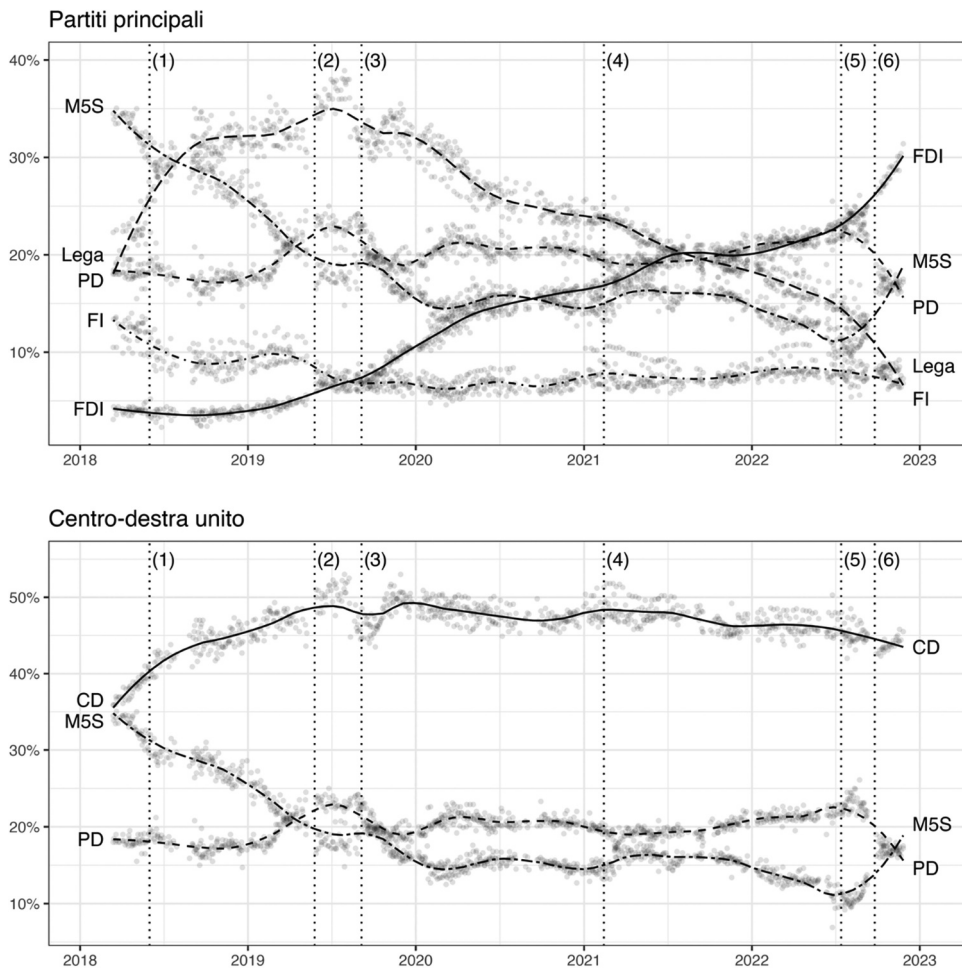 Partiti principali
(1) (2) (3) (4) (5) (6)
40%
M5S
30%
FDI
Lega
20%
M5S
PD
PD
FI
10%
Lega
FI
FDI
2018 2019 2020 2021 2022 2023
Centro-destra unito
(1) (2) (3) (4) (5) (6)
50%
CD
40%
CD
M5S
30%
20%
M5S
PD
PD
10%
2018 2019 2020 2021 2022 2023